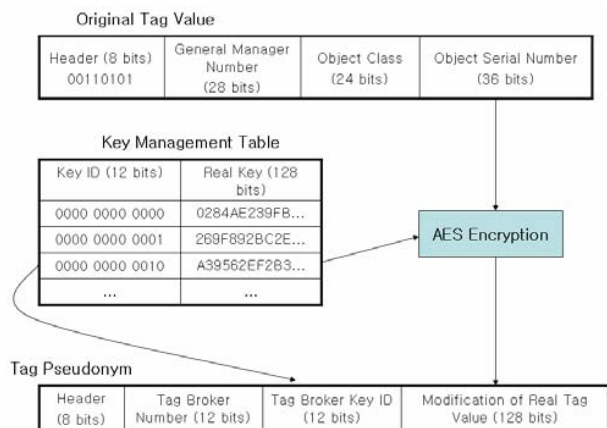 Original Tag Value
Header (8 bits)
00110101
General Manager
Number
(28 bits)
Object Class
(24 bits)
Object Serial Number
(36 bits)
Key Management Table
Key ID (12 bits)
Real Key (128
bits)
0000 0000 0000
0284AE239FB...
0000 0000 0001
269F892BC2E...
0000 0000 0010
A39562EF2B3...
...
...
AES Encryption
Tag Pseudonym
Header
(8 bits)
Tag Broker
Number (12 bits)
Tag Broker Key ID
(12 bits)
Modification of Real Tag
Value (128 bits)